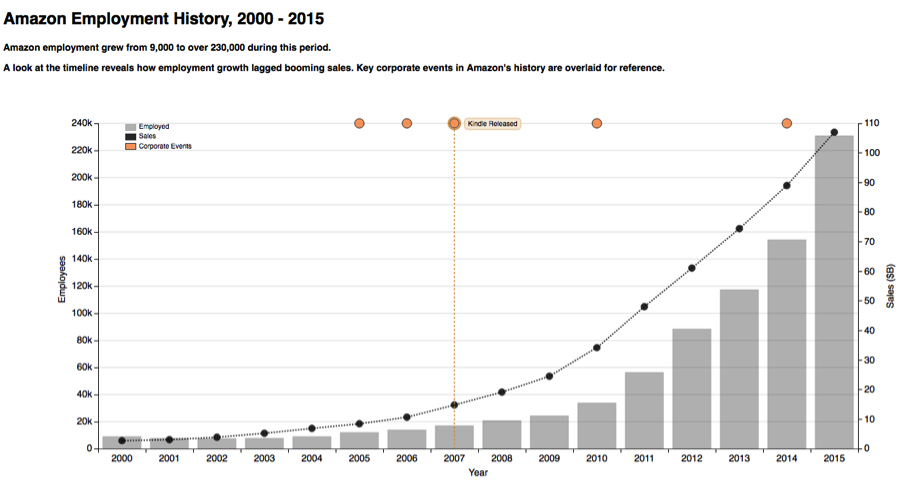 Amazon Employment History, 2000 - 2015
Amazon employment grew from 9,000 to over 230,000 during this period.
A look at the timeline reveals how employment growth lagged booming sales. Key corporate events in Amazon's history are overlaid for reference.
Employed
Sales
Corporate Events
Kindle Released
240k
220k
200k
180k
160k
140k
120k
100k
80k
60k
40k
20k
0
Employees
110
100
90
80
70
60
50
40
30
20
10
0
Sales ($B)
2000 2001 2002 2003 2004 2005 2006 2007 2008 2009 2010 2011 2012 2013 2014 2015
Year